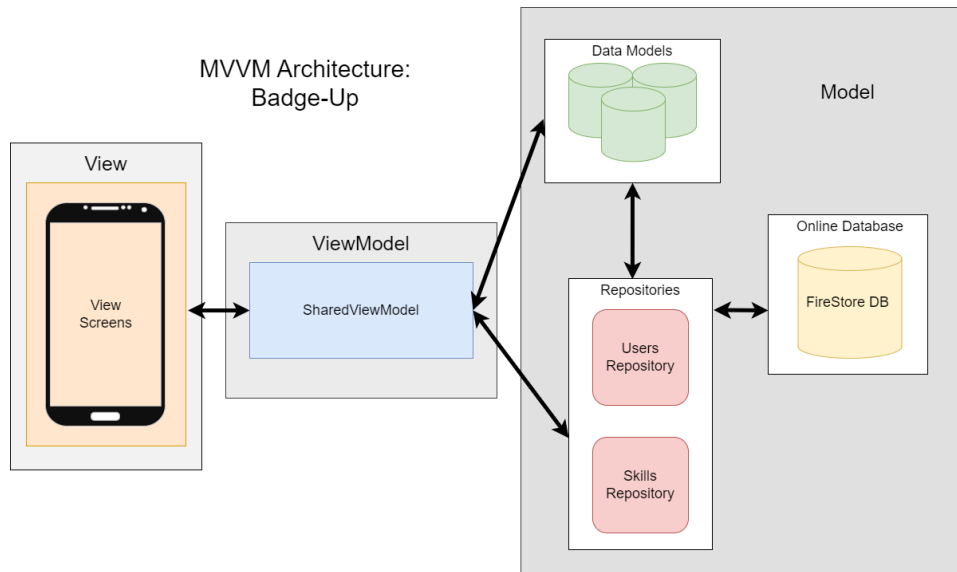 MVVM Architecture:
Badge-Up
View
View
Screens
ViewModel
SharedViewModel
Data Models
Model
Repositories
Users
Repository
Skills
Repository
Online Database
FireStore DB